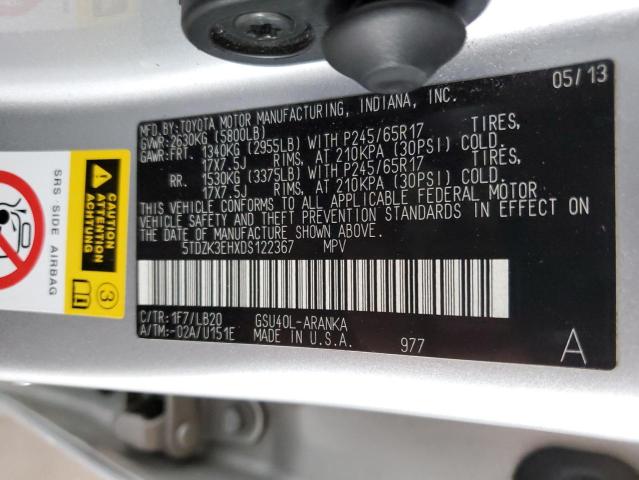 05/13
MFD.BY:TOYOTA MOTOR MANUFACTURING, INDIANA, INC.
GVWR:2630KG (5800LB)
GAWR:FRT. 1340KG (2955LB) WITH P245/65R17 TIRES,
17X7.5J RIMS, AT 210KPA (30PSI) COLD.
RR. 1530KG (3375LB) WITH P245/65R17 TIRES,
17X7.5J RIMS, AT 210KPA (30PSI) COLD.
THIS VEHICLE CONFORMS TO ALL APPLICABLE FEDERAL MOTOR
VEHICLE SAFETY AND THEFT PREVENTION STANDARDS IN EFFECT ON
THE DATE OF MANUFACTURE SHOWN ABOVE.
5TDZK3EHXDS122367 MPV
C/TR:1F7/LB20 GSU40L-ARANKA
A/TM:-02A/U151E MADE IN U.S.A. 977
A
CAUTION
ATTENTION
ACHTUNG
3
SRS SIDE AIRBAG